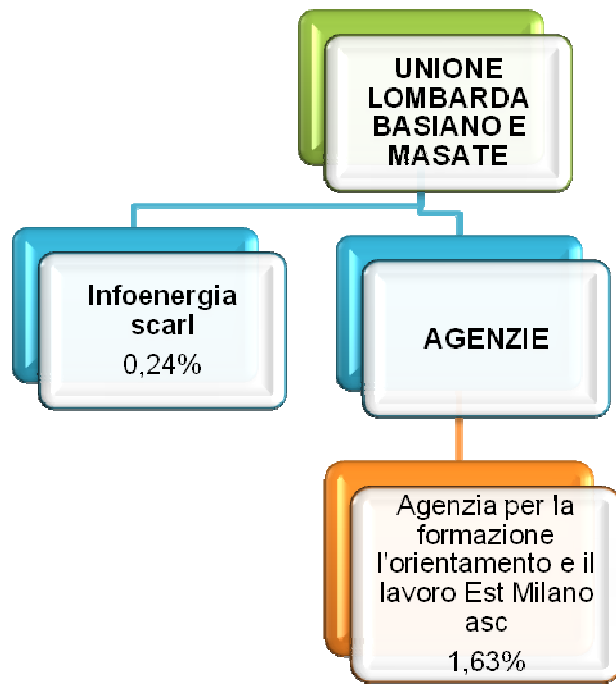 UNIONE
LOMBARDA
BASIANO E
MASATE
Infoenergia
scarl
0,24%
AGENZIE
Agenzia per la
formazione
l'orientamento e il
lavoro Est Milano
asc
1,63%